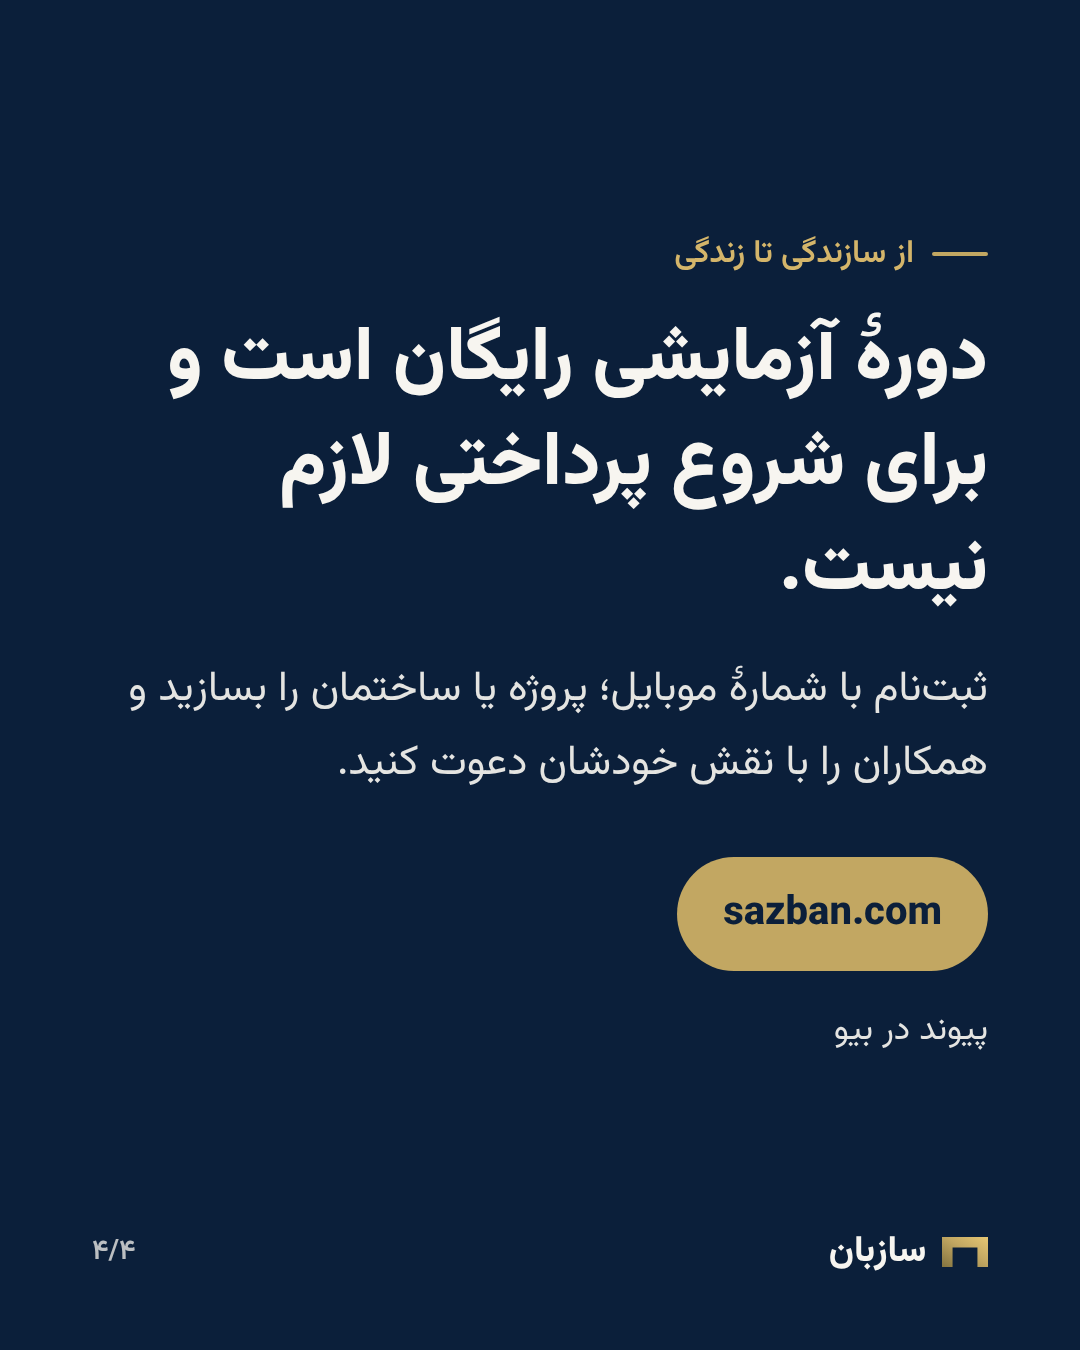 از سازندگی تا زندگی
دورهٔ آزمایشی رایگان است و
برای شروع پرداختی لازم
نیست.
ثبت‌نام با شمارهٔ موبایل؛ پروژه یا ساختمان را بسازید و
همکاران را با نقش خودشان دعوت کنید.
sazban.com
پیوند در بیو
سازبان
۴/۴